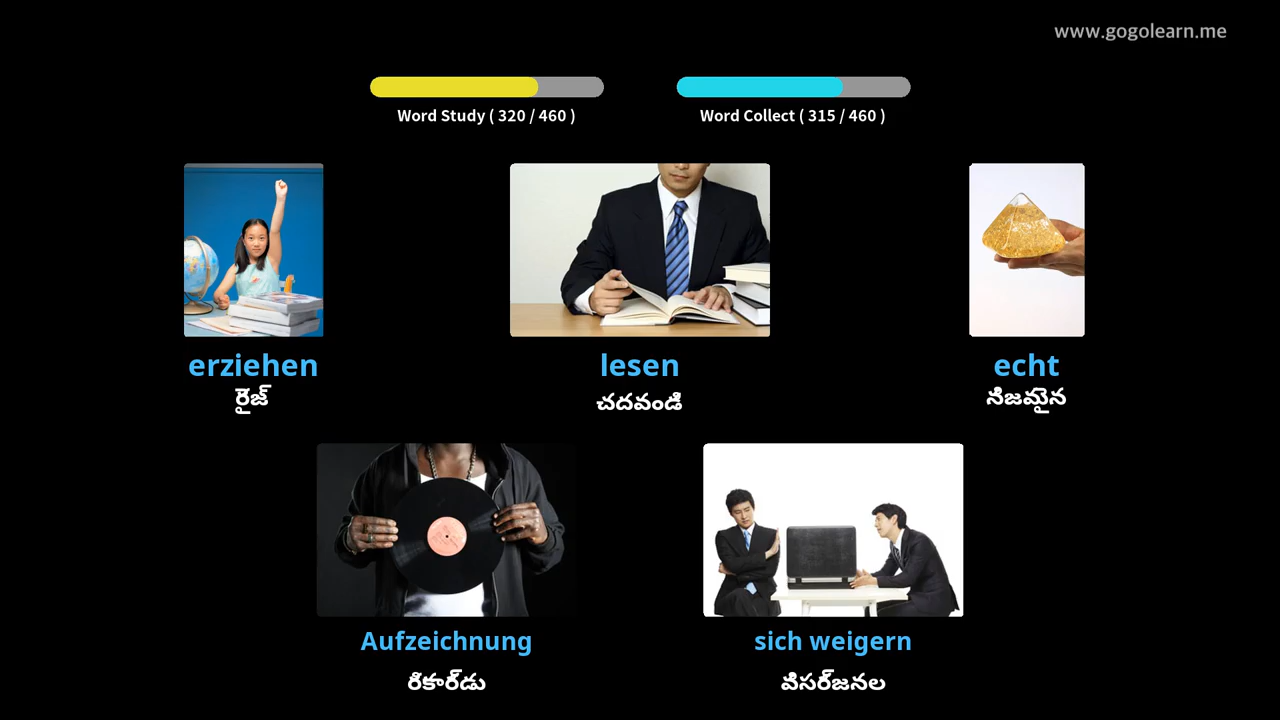 www.gogolearn.me
Word Study ( 320 / 460 )
Word Collect ( 315 / 460 )
erziehen
రైజ్
lesen
చదవండి
echt
నిజమైన
Aufzeichnung
రికార్డు
sich weigern
విసర్జనల